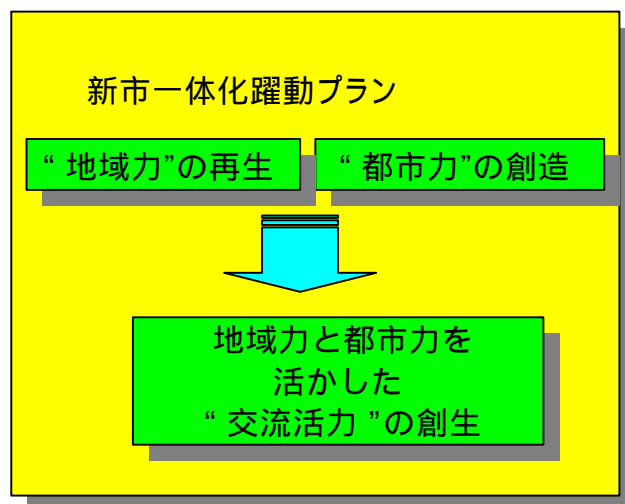 新市一体化躍動プラン
“地域力”の再生
“都市力”の創造
地域力と都市力を
活かした
“交流活力”の創生